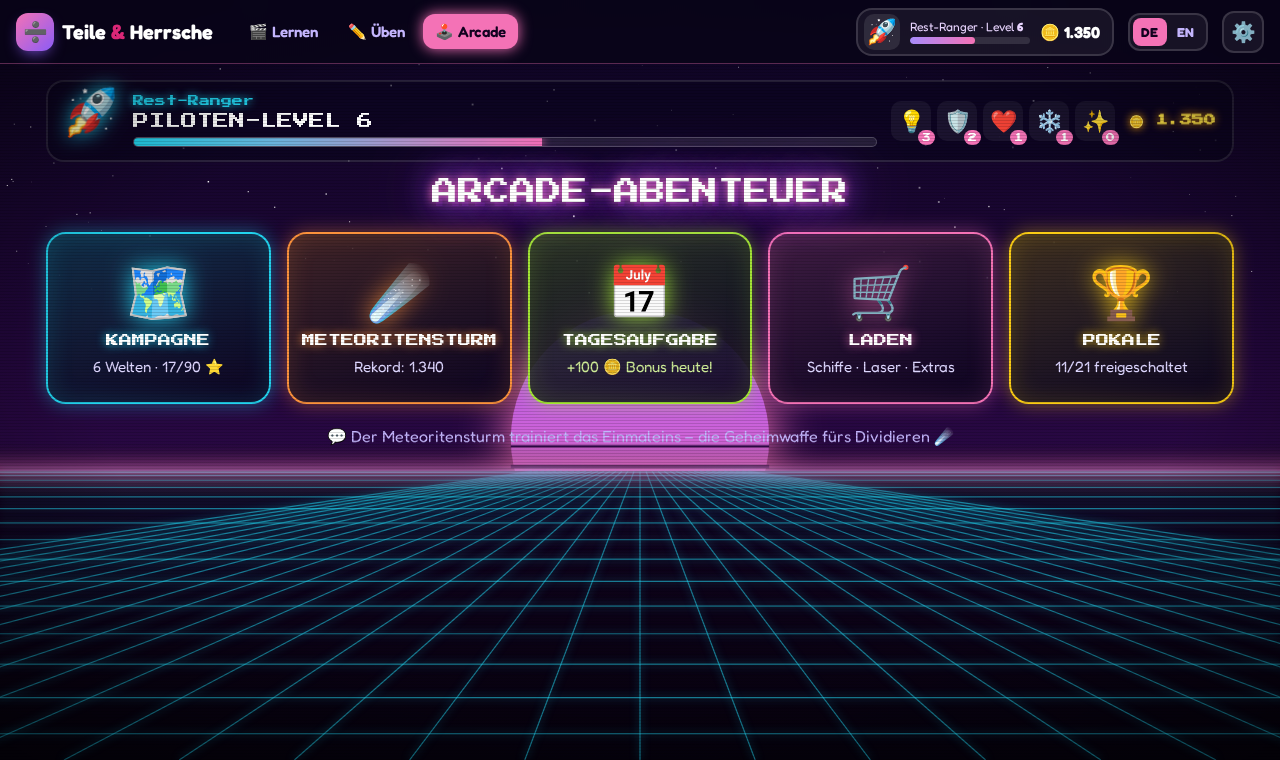 Teile & Herrsche
🎬 Lernen
✏️ Üben
🕹️ Arcade
Rest-Ranger · Level 6
1.350
DE
EN
Rest-Ranger
PILOTEN-LEVEL 6
3
2
1
1
0
1.350
ARCADE-ABENTEUER
July
17
KAMPAGNE
METEORITENSTURM
TAGESAUFGABE
LADEN
POKALE
6 Welten · 17/90 ⭐
Rekord: 1.340
+100 🪙 Bonus heute!
Schiffe · Laser · Extras
11/21 freigeschaltet
💬 Der Meteoritensturm trainiert das Einmaleins – die Geheimwaffe fürs Dividieren ☄️